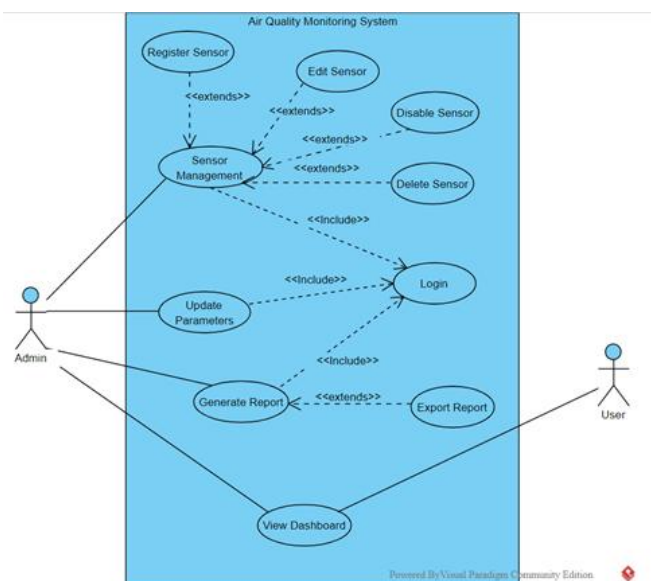 Air Quality Monitoring System
Register Sensor
Edit Sensor
<<extends>>
<<extends>>
Disable Sensor
<<extends>>
Sensor
Management
<<extends>>
Delete Sensor
<<Include>>
<<Include>>
Login
Update
Parameters
Admin
<<Include>>
Generate Report
<<extends>>
Export Report
User
View Dashboard
Powered By Visual Paradigm Community Edition